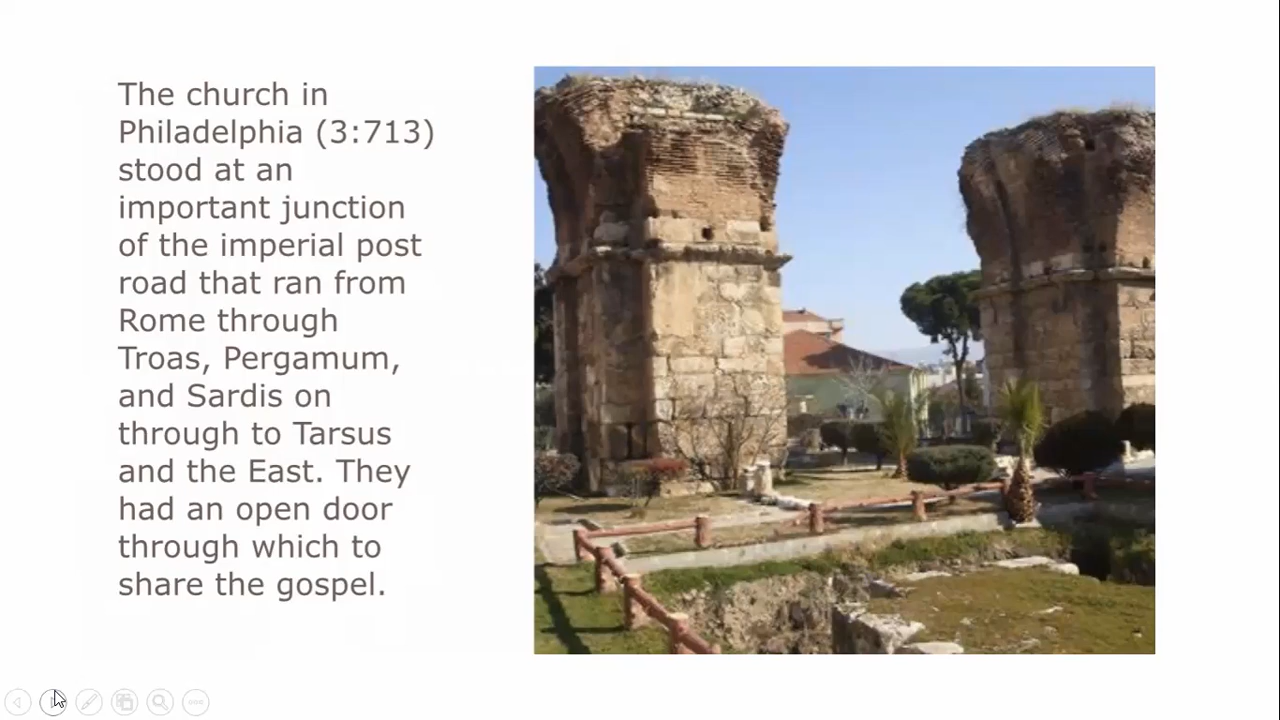 The church in
Philadelphia (3:713)
stood at an
important junction
of the imperial post
road that ran from
Rome through
Troas, Pergamum,
and Sardis on
through to Tarsus
and the East. They
had an open door
through which to
share the gospel.